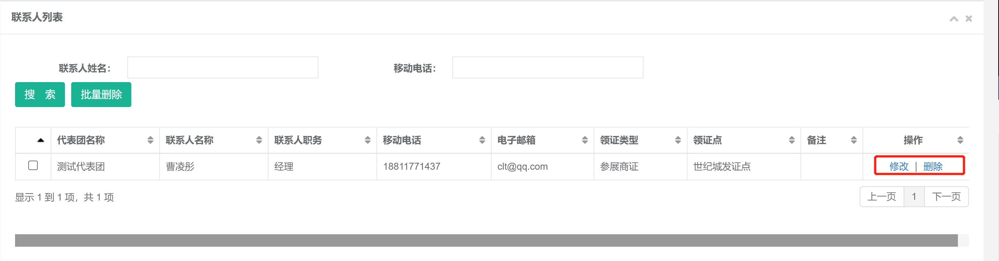 联系人列表
联系人姓名：
移动电话：
搜 索
批量删除
代表团名称 联系人名称 联系人职务 移动电话 电子邮箱 领证类型 领证点 备注 操作
测试代表团 曹凌彤 经理 18811771437 clt@qq.com 参展商证 世纪城发证点 修改 | 删除
显示 1 到 1 项，共 1 项
上一页 1 下一页